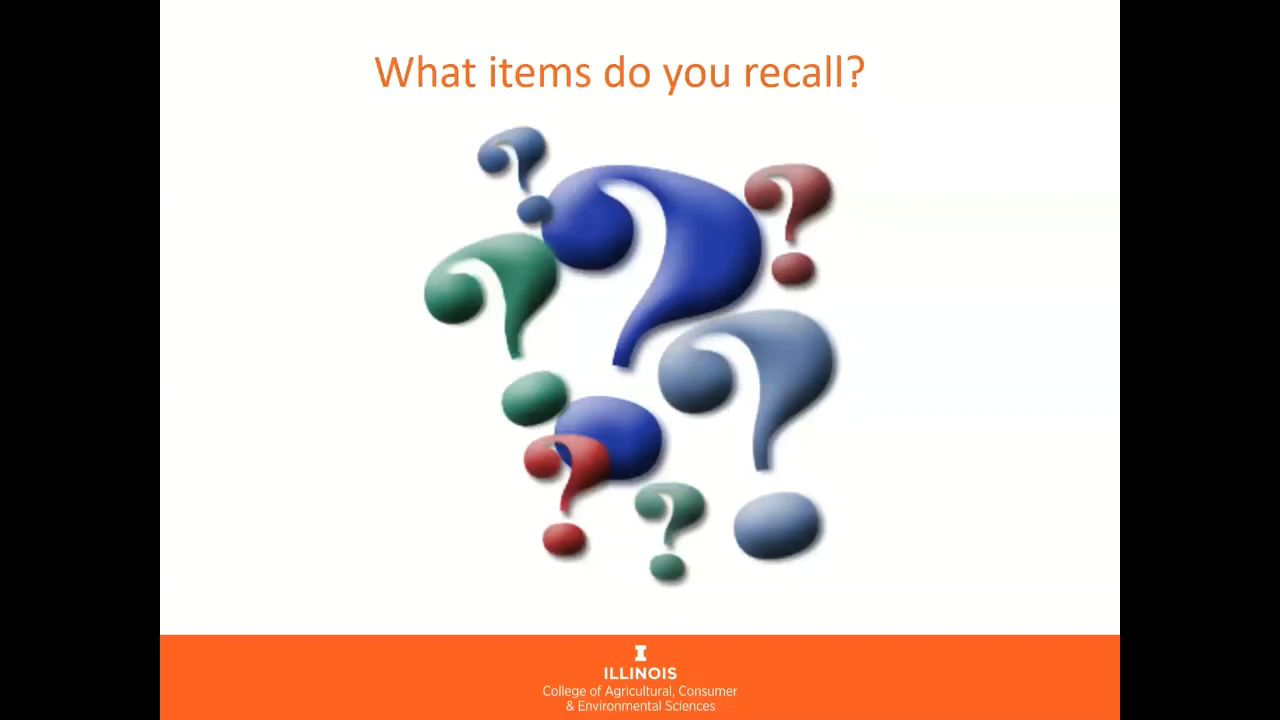 What items do you recall?
I
ILLINOIS
College of Agricultural, Consumer
& Environmental Sciences